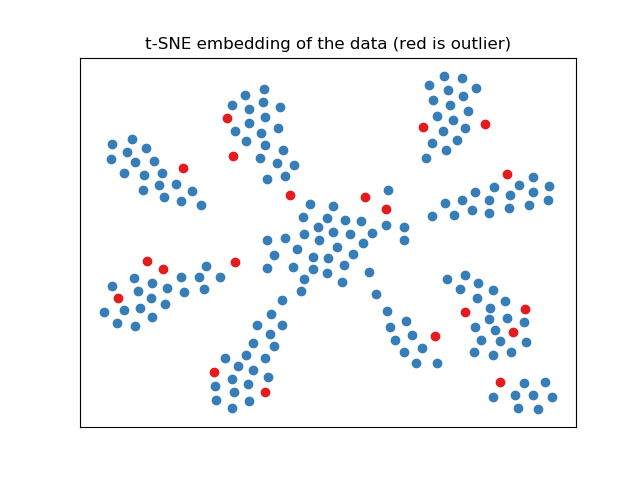 t-SNE embedding of the data (red is outlier)